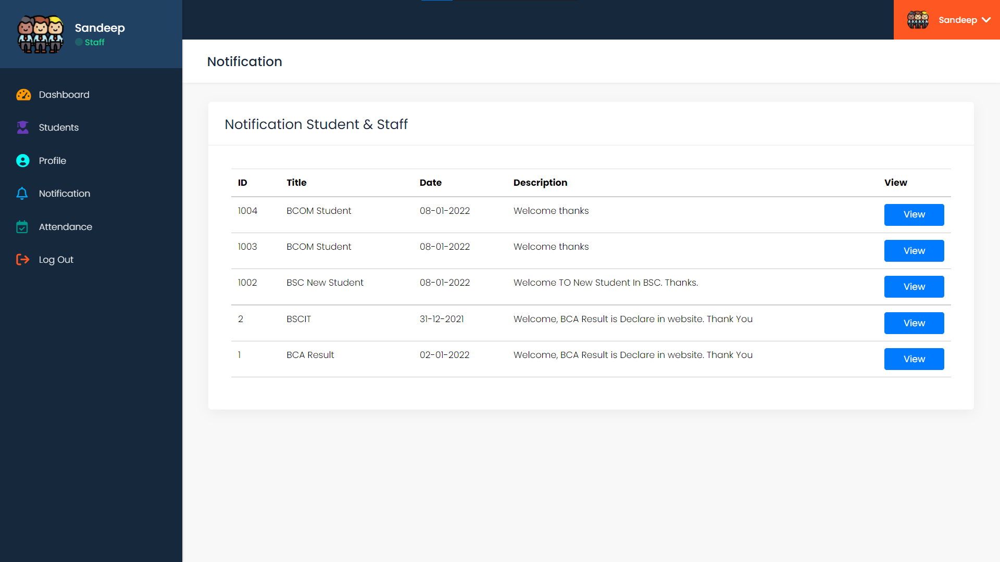 Sandeep
Staff
Sandeep
Dashboard
Students
Profile
Notification
Attendance
Log Out
Notification
Notification Student & Staff
ID Title Date Description View
1004 BCOM Student 08-01-2022 Welcome thanks View
1003 BCOM Student 08-01-2022 Welcome thanks View
1002 BSC New Student 08-01-2022 Welcome TO New Student In BSC. Thanks. View
2 BSCIT 31-12-2021 Welcome, BCA Result is Declare in website. Thank You View
1 BCA Result 02-01-2022 Welcome, BCA Result is Declare in website. Thank You View